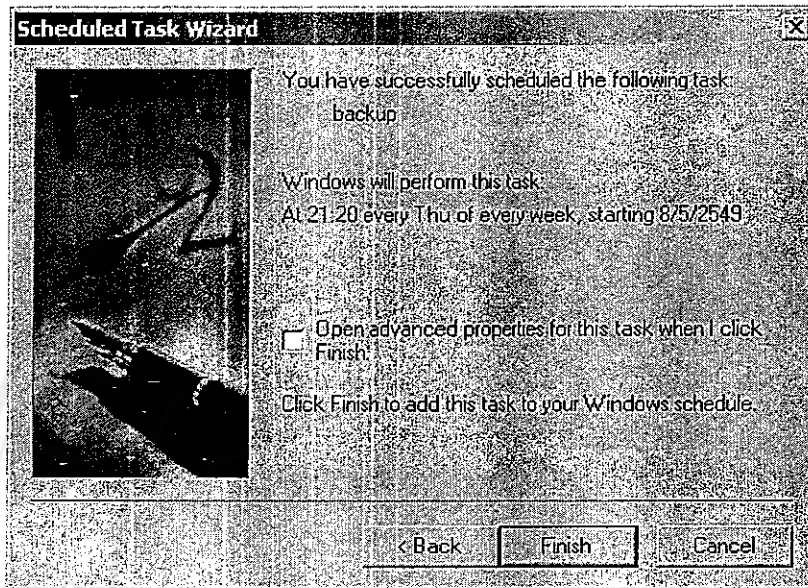 Scheduled Task Wizard
You have successfully scheduled the following task:
backup
Windows will perform this task:
At 21:20 every Thu of every week, starting 8/5/2549
Open advanced properties for this task when I click
Finish.
Click Finish to add this task to your Windows schedule.
< Back
Finish
Cancel